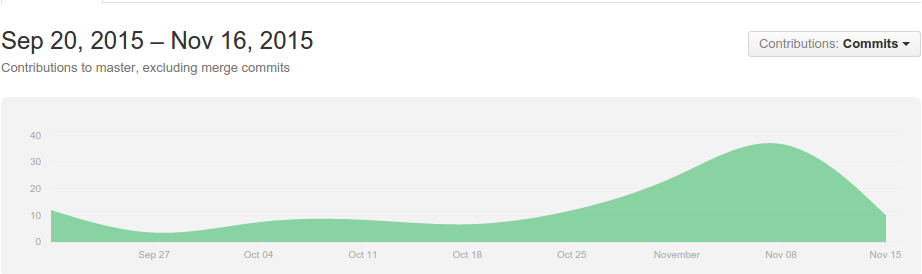 Sep 20, 2015 – Nov 16, 2015
Contributions: Commits
Contributions to master, excluding merge commits
40
30
20
10
0
Sep 27 Oct 04 Oct 11 Oct 18 Oct 25 November Nov 08 Nov 15